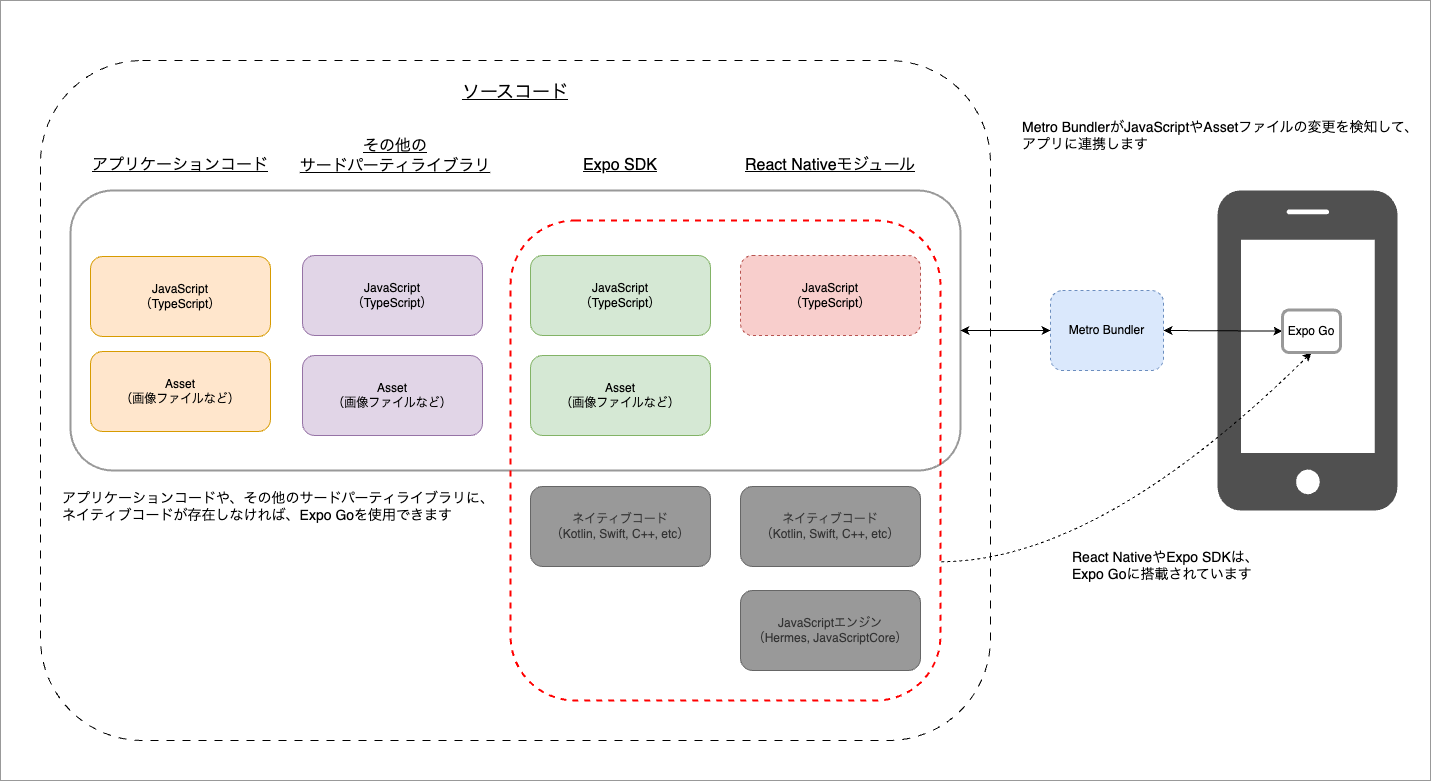 ソースコード
アプリケーションコード
その他の
サードパーティライブラリ
Expo SDK
React Nativeモジュール
JavaScript
（TypeScript）
JavaScript
（TypeScript）
JavaScript
（TypeScript）
JavaScript
（TypeScript）
Asset
（画像ファイルなど）
Asset
（画像ファイルなど）
Asset
（画像ファイルなど）
アプリケーションコードや、その他のサードパーティライブラリに、
ネイティブコードが存在しなければ、Expo Goを使用できます
ネイティブコード
（Kotlin, Swift, C++, etc）
ネイティブコード
（Kotlin, Swift, C++, etc）
JavaScriptエンジン
（Hermes, JavaScriptCore）
Metro BundlerがJavaScriptやAssetファイルの変更を検知して、
アプリに連携します
Metro Bundler
Expo Go
React NativeやExpo SDKは、
Expo Goに搭載されています